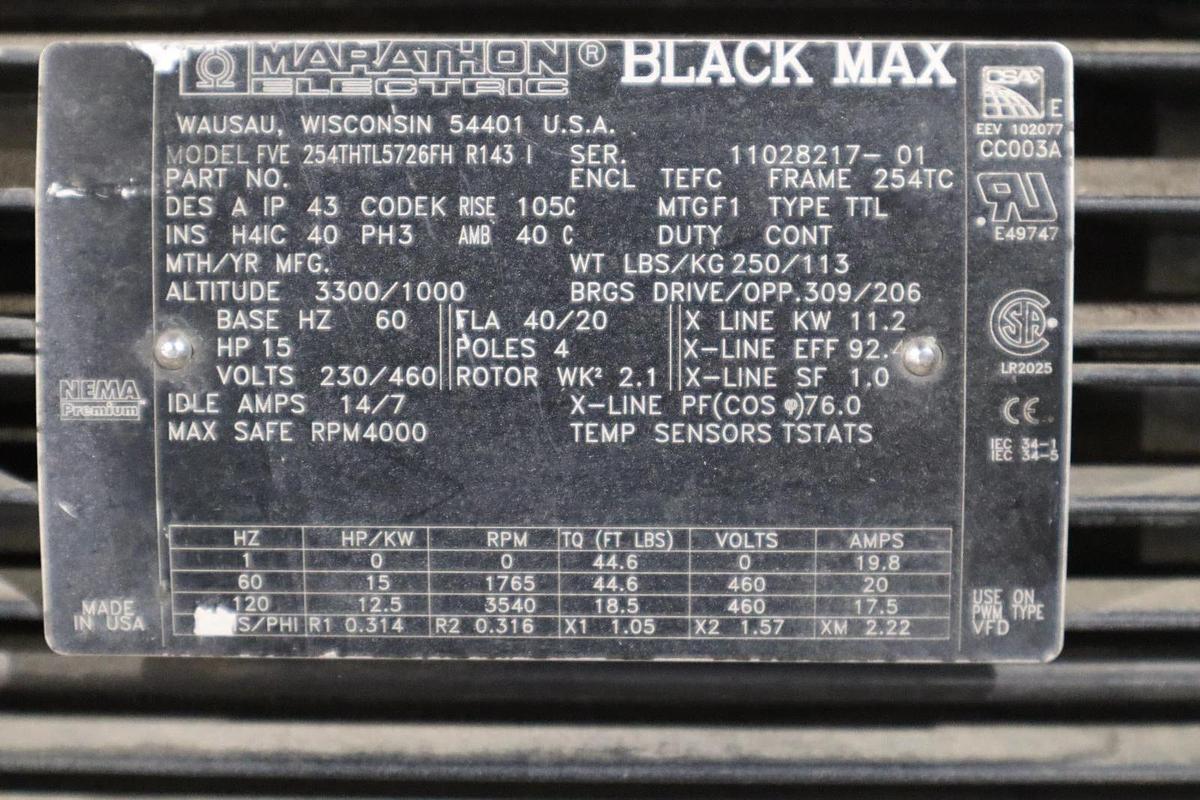 MARATHON® BLACK MAX
ELECTRIC
WAUSAU, WISCONSIN 54401 U.S.A.
MODEL FVE 254THTL5726FH R143 I SER. 11028217- 01
PART NO. ENCL TEFC FRAME 254TC
DES A IP 43 CODEK RISE 105C MTGF1 TYPE TTL
INS H4IC 40 PH3 AMB 40 C DUTY CONT
MTH/YR MFG. WT LBS/KG 250/113
ALTITUDE 3300/1000 BRGS DRIVE/OPP.309/206
BASE HZ 60 FLA 40/20 X LINE KW 11.2
HP 15 POLES 4 X-LINE EFF 92.4
VOLTS 230/460 ROTOR WK² 2.1 X-LINE SF 1.0
IDLE AMPS 14/7 X-LINE PF(COS φ)76.0
MAX SAFE RPM4000 TEMP SENSORS TSTATS
HZ HP/KW RPM TQ (FT LBS) VOLTS AMPS
1 0 0 44.6 0 19.8
60 15 1765 44.6 460 20
120 12.5 3540 18.5 460 17.5
S/PHI R1 0.314 R2 0.316 X1 1.05 X2 1.57 XM 2.22
NEMA
Premium
MADE
IN USA
CSA
E
EEV 102077
CC003A
RU
E49747
SA
LR2025
CE
IEC 34-1
IEC 34-5
USE ON
PWM TYPE
VFD